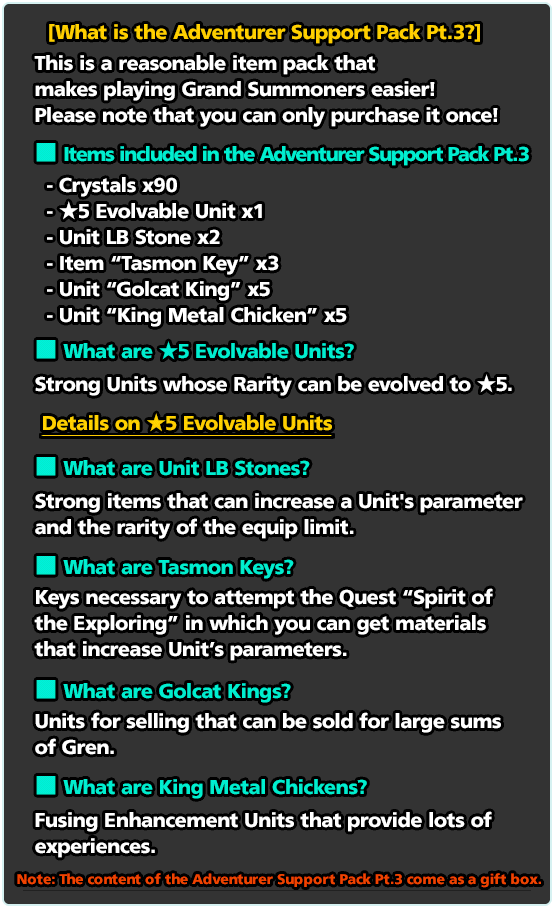 [What is the Adventurer Support Pack Pt.3?]
This is a reasonable item pack that
makes playing Grand Summoners easier!
Please note that you can only purchase it once!
■ Items included in the Adventurer Support Pack Pt.3
- Crystals x90
- ★5 Evolvable Unit x1
- Unit LB Stone x2
- Item “Tasmon Key” x3
- Unit “Golcat King” x5
- Unit “King Metal Chicken” x5
■ What are ★5 Evolvable Units?
Strong Units whose Rarity can be evolved to ★5.
Details on ★5 Evolvable Units
■ What are Unit LB Stones?
Strong items that can increase a Unit's parameter
and the rarity of the equip limit.
■ What are Tasmon Keys?
Keys necessary to attempt the Quest “Spirit of
the Exploring” in which you can get materials
that increase Unit’s parameters.
■ What are Golcat Kings?
Units for selling that can be sold for large sums
of Gren.
■ What are King Metal Chickens?
Fusing Enhancement Units that provide lots of
experiences.
Note: The content of the Adventurer Support Pack Pt.3 come as a gift box.